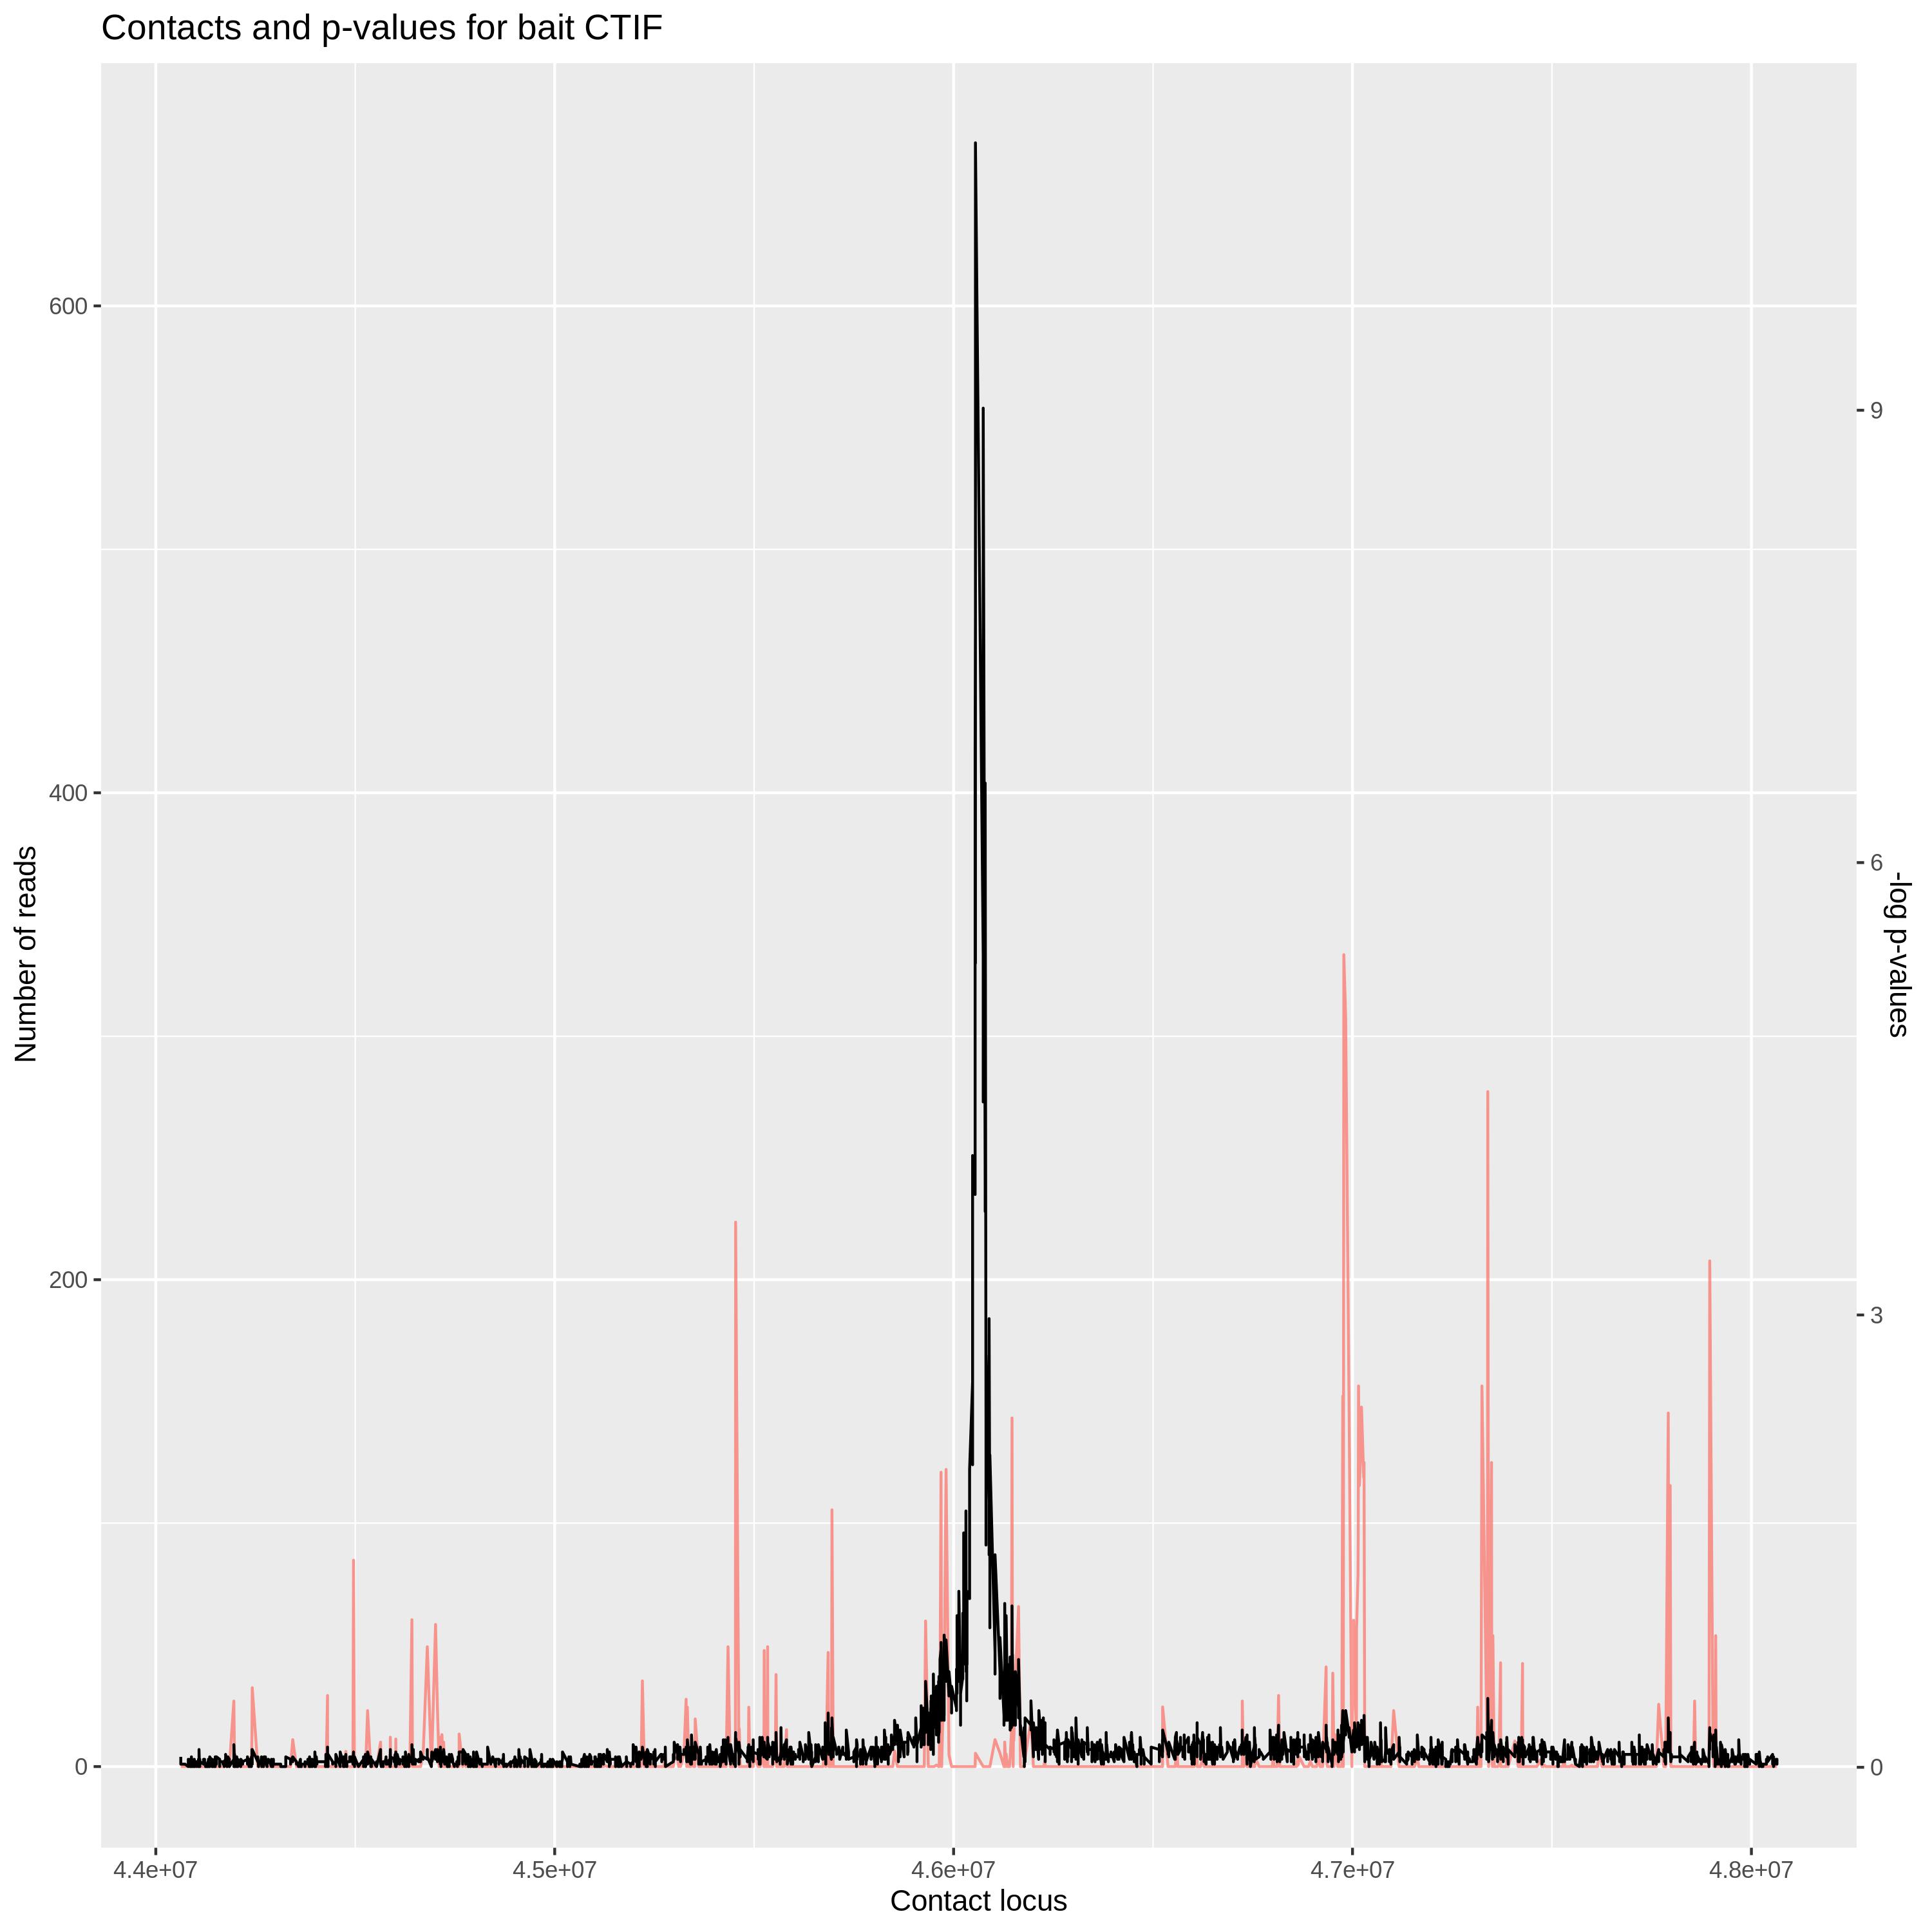 Contacts and p-values for bait CTIF
600
400
200
0
9
6
3
0
Number of reads
-log p-values
4.4e+07 4.5e+07 4.6e+07 4.7e+07 4.8e+07
Contact locus